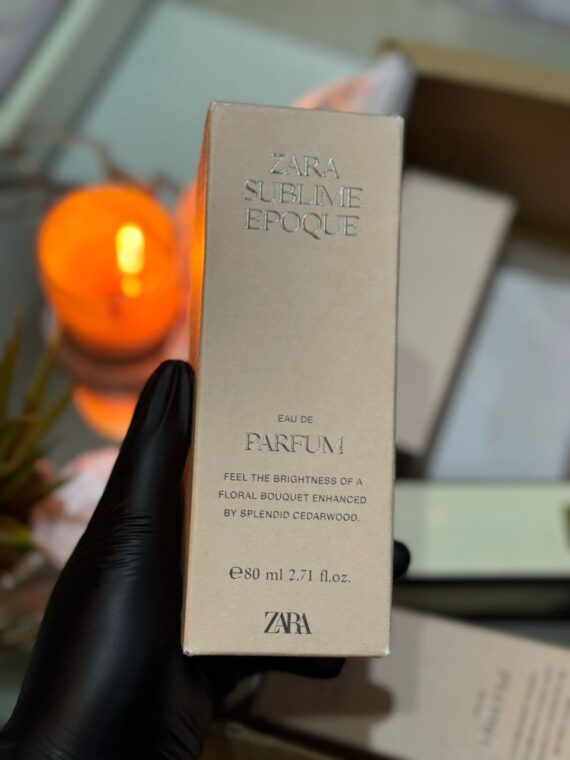 ZARA
SUBLIME
EPOQUE
EAU DE
PARFUM
FEEL THE BRIGHTNESS OF A
FLORAL BOUQUET ENHANCED
BY SPLENDID CEDARWOOD.
℮80 ml 2.71 fl.oz.
ZARA